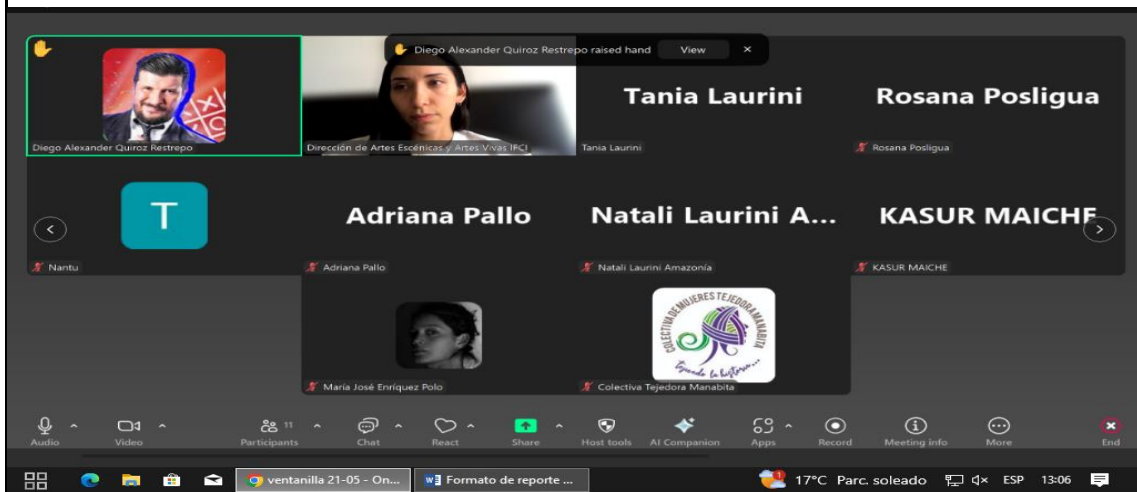 Diego Alexander Quiroz Restrepo raised hand View
Diego Alexander Quiroz Restrepo
Dirección de Artes Escénicas y Artes Vivas IFCI
Tania Laurini
Tania Laurini
Rosana Posligua
Rosana Posligua
T
Nantu
Adriana Pallo
Adriana Pallo
Natali Laurini A...
Natali Laurini Amazonía
KASUR MAICHE
KASUR MAICHE
María José Enríquez Polo
COLECTIVA DE MUJERES TEJEDORA MANABITA
tejiendo la historia...
Colectiva Tejedora Manabita
Audio Video Participants 11 Chat React Share Host tools AI Companion Apps Record Meeting info More End
ventanilla 21-05 - On... Formato de reporte ... 1 17°C Parc. soleado ESP 13:06